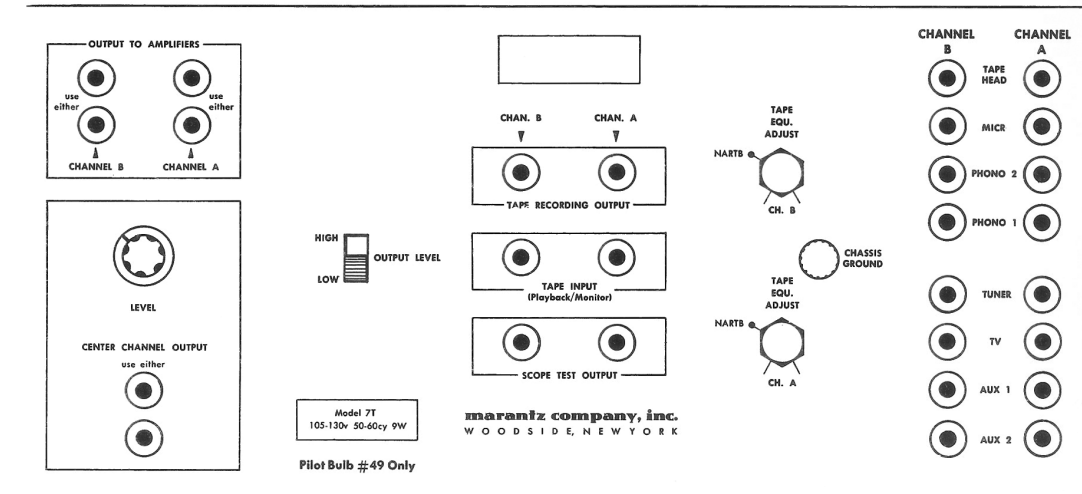 OUTPUT TO AMPLIFIERS
use
either
use
either
CHANNEL B
CHANNEL A
LEVEL
CENTER CHANNEL OUTPUT
use either
HIGH
LOW
OUTPUT LEVEL
Model 7T
105-130v 50-60cy 9W
Pilot Bulb #49 Only
CHAN. B
CHAN. A
TAPE RECORDING OUTPUT
TAPE INPUT
(Playback/Monitor)
SCOPE TEST OUTPUT
marantz company, inc.
WOODSIDE, NEW YORK
TAPE
EQU.
ADJUST
NARTB
CH. B
CHASSIS
GROUND
TAPE
EQU.
ADJUST
NARTB
CH. A
CHANNEL
B
CHANNEL
A
TAPE
HEAD
MICR
PHONO 2
PHONO 1
TUNER
TV
AUX 1
AUX 2